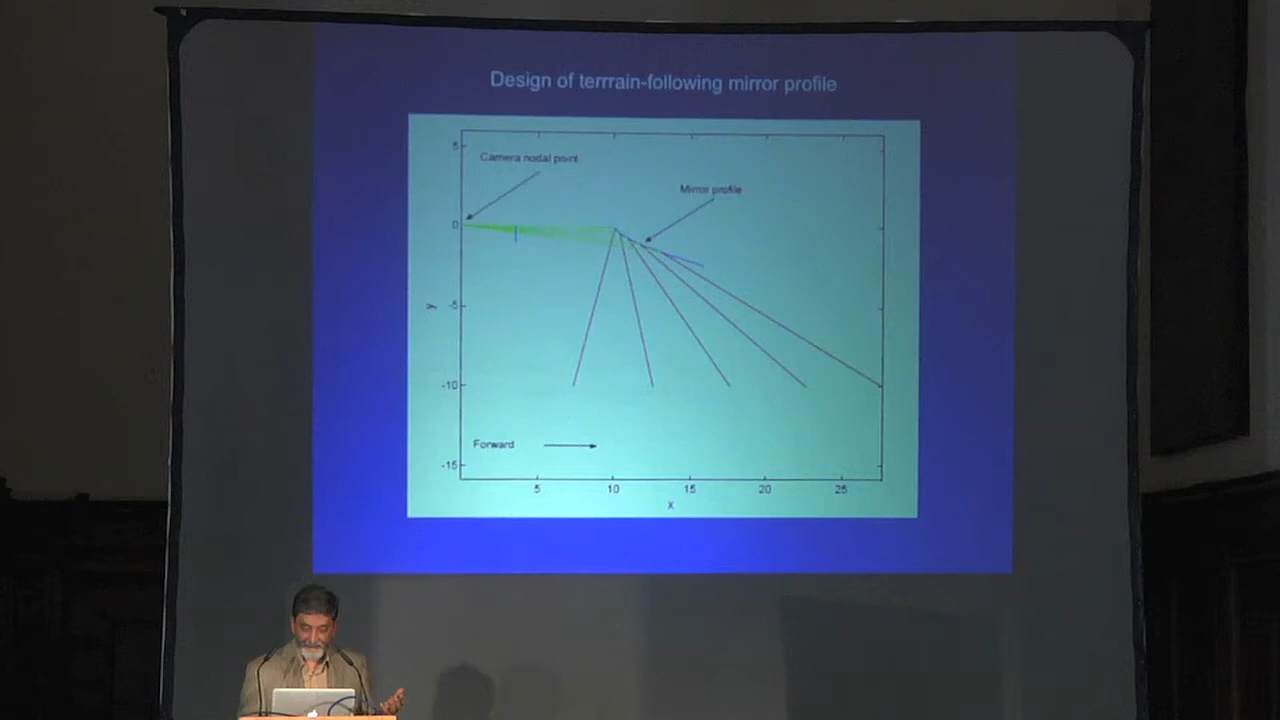 Design of terrrain-following mirror profile
5
Camera nodal point
Mirror profile
0
y
-5
-10
Forward
-15
5 10 15 20 25
x